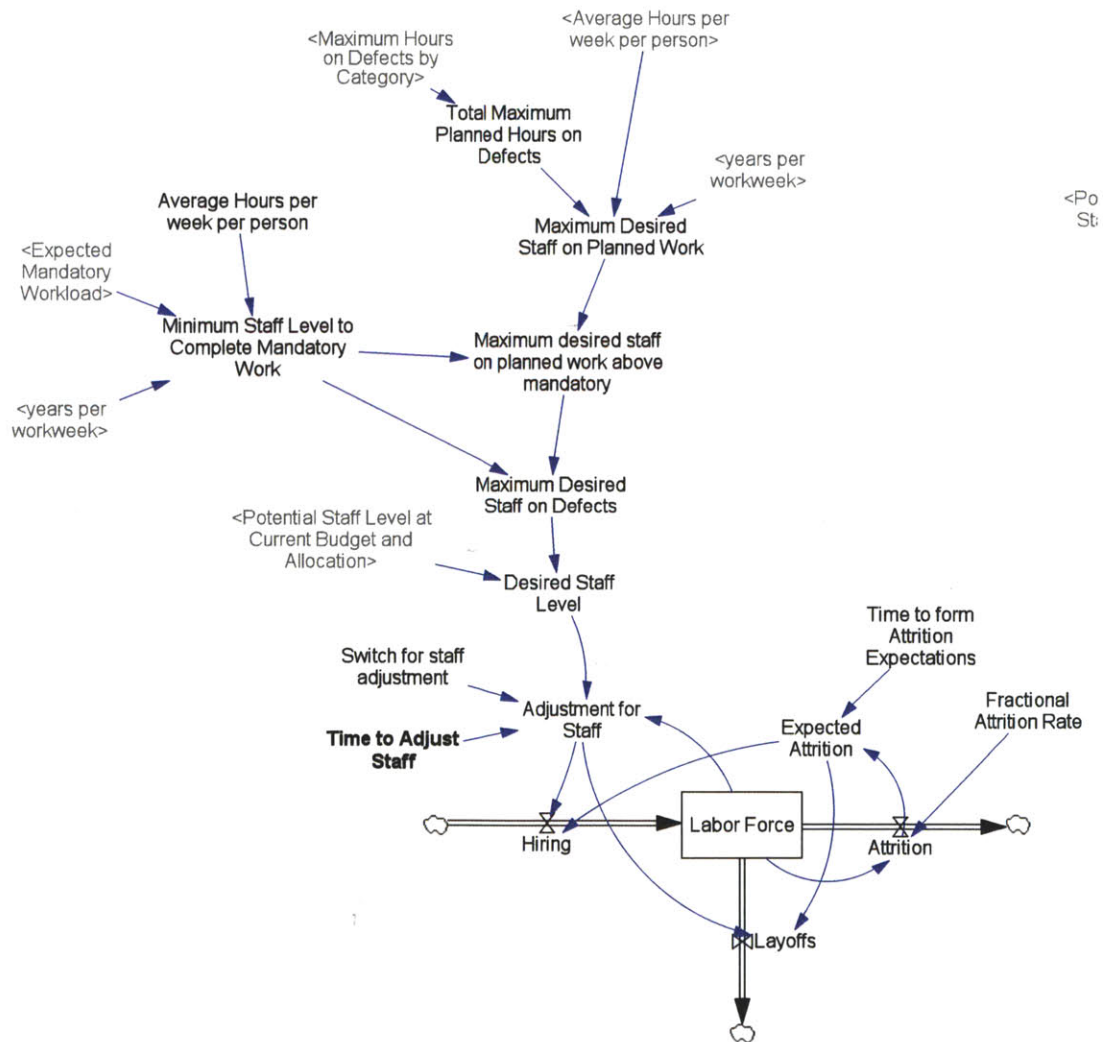 <Maximum Hours
on Defects by
Category>
<Average Hours per
week per person>
Total Maximum
Planned Hours on
Defects
<years per
workweek>
Average Hours per
week per person
Maximum Desired
Staff on Planned Work
<Po
<Expected
Mandatory
Workload>
Minimum Staff Level to
Complete Mandatory
Work
Maximum desired staff
on planned work above
mandatory
<years per
workweek>
Maximum Desired
Staff on Defects
<Potential Staff Level at
Current Budget and
Allocation>
Desired Staff
Level
Time to form
Attrition
Expectations
Switch for staff
adjustment
Fractional
Attrition Rate
Adjustment for
Staff
Expected
Attrition
Time to Adjust
Staff
Labor Force
Hiring
Attrition
Layoffs